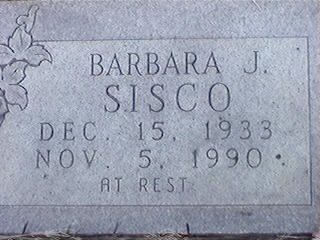 BARBARA J.
SISCO
DEC. 15, 1933
NOV. 5, 1990
AT REST